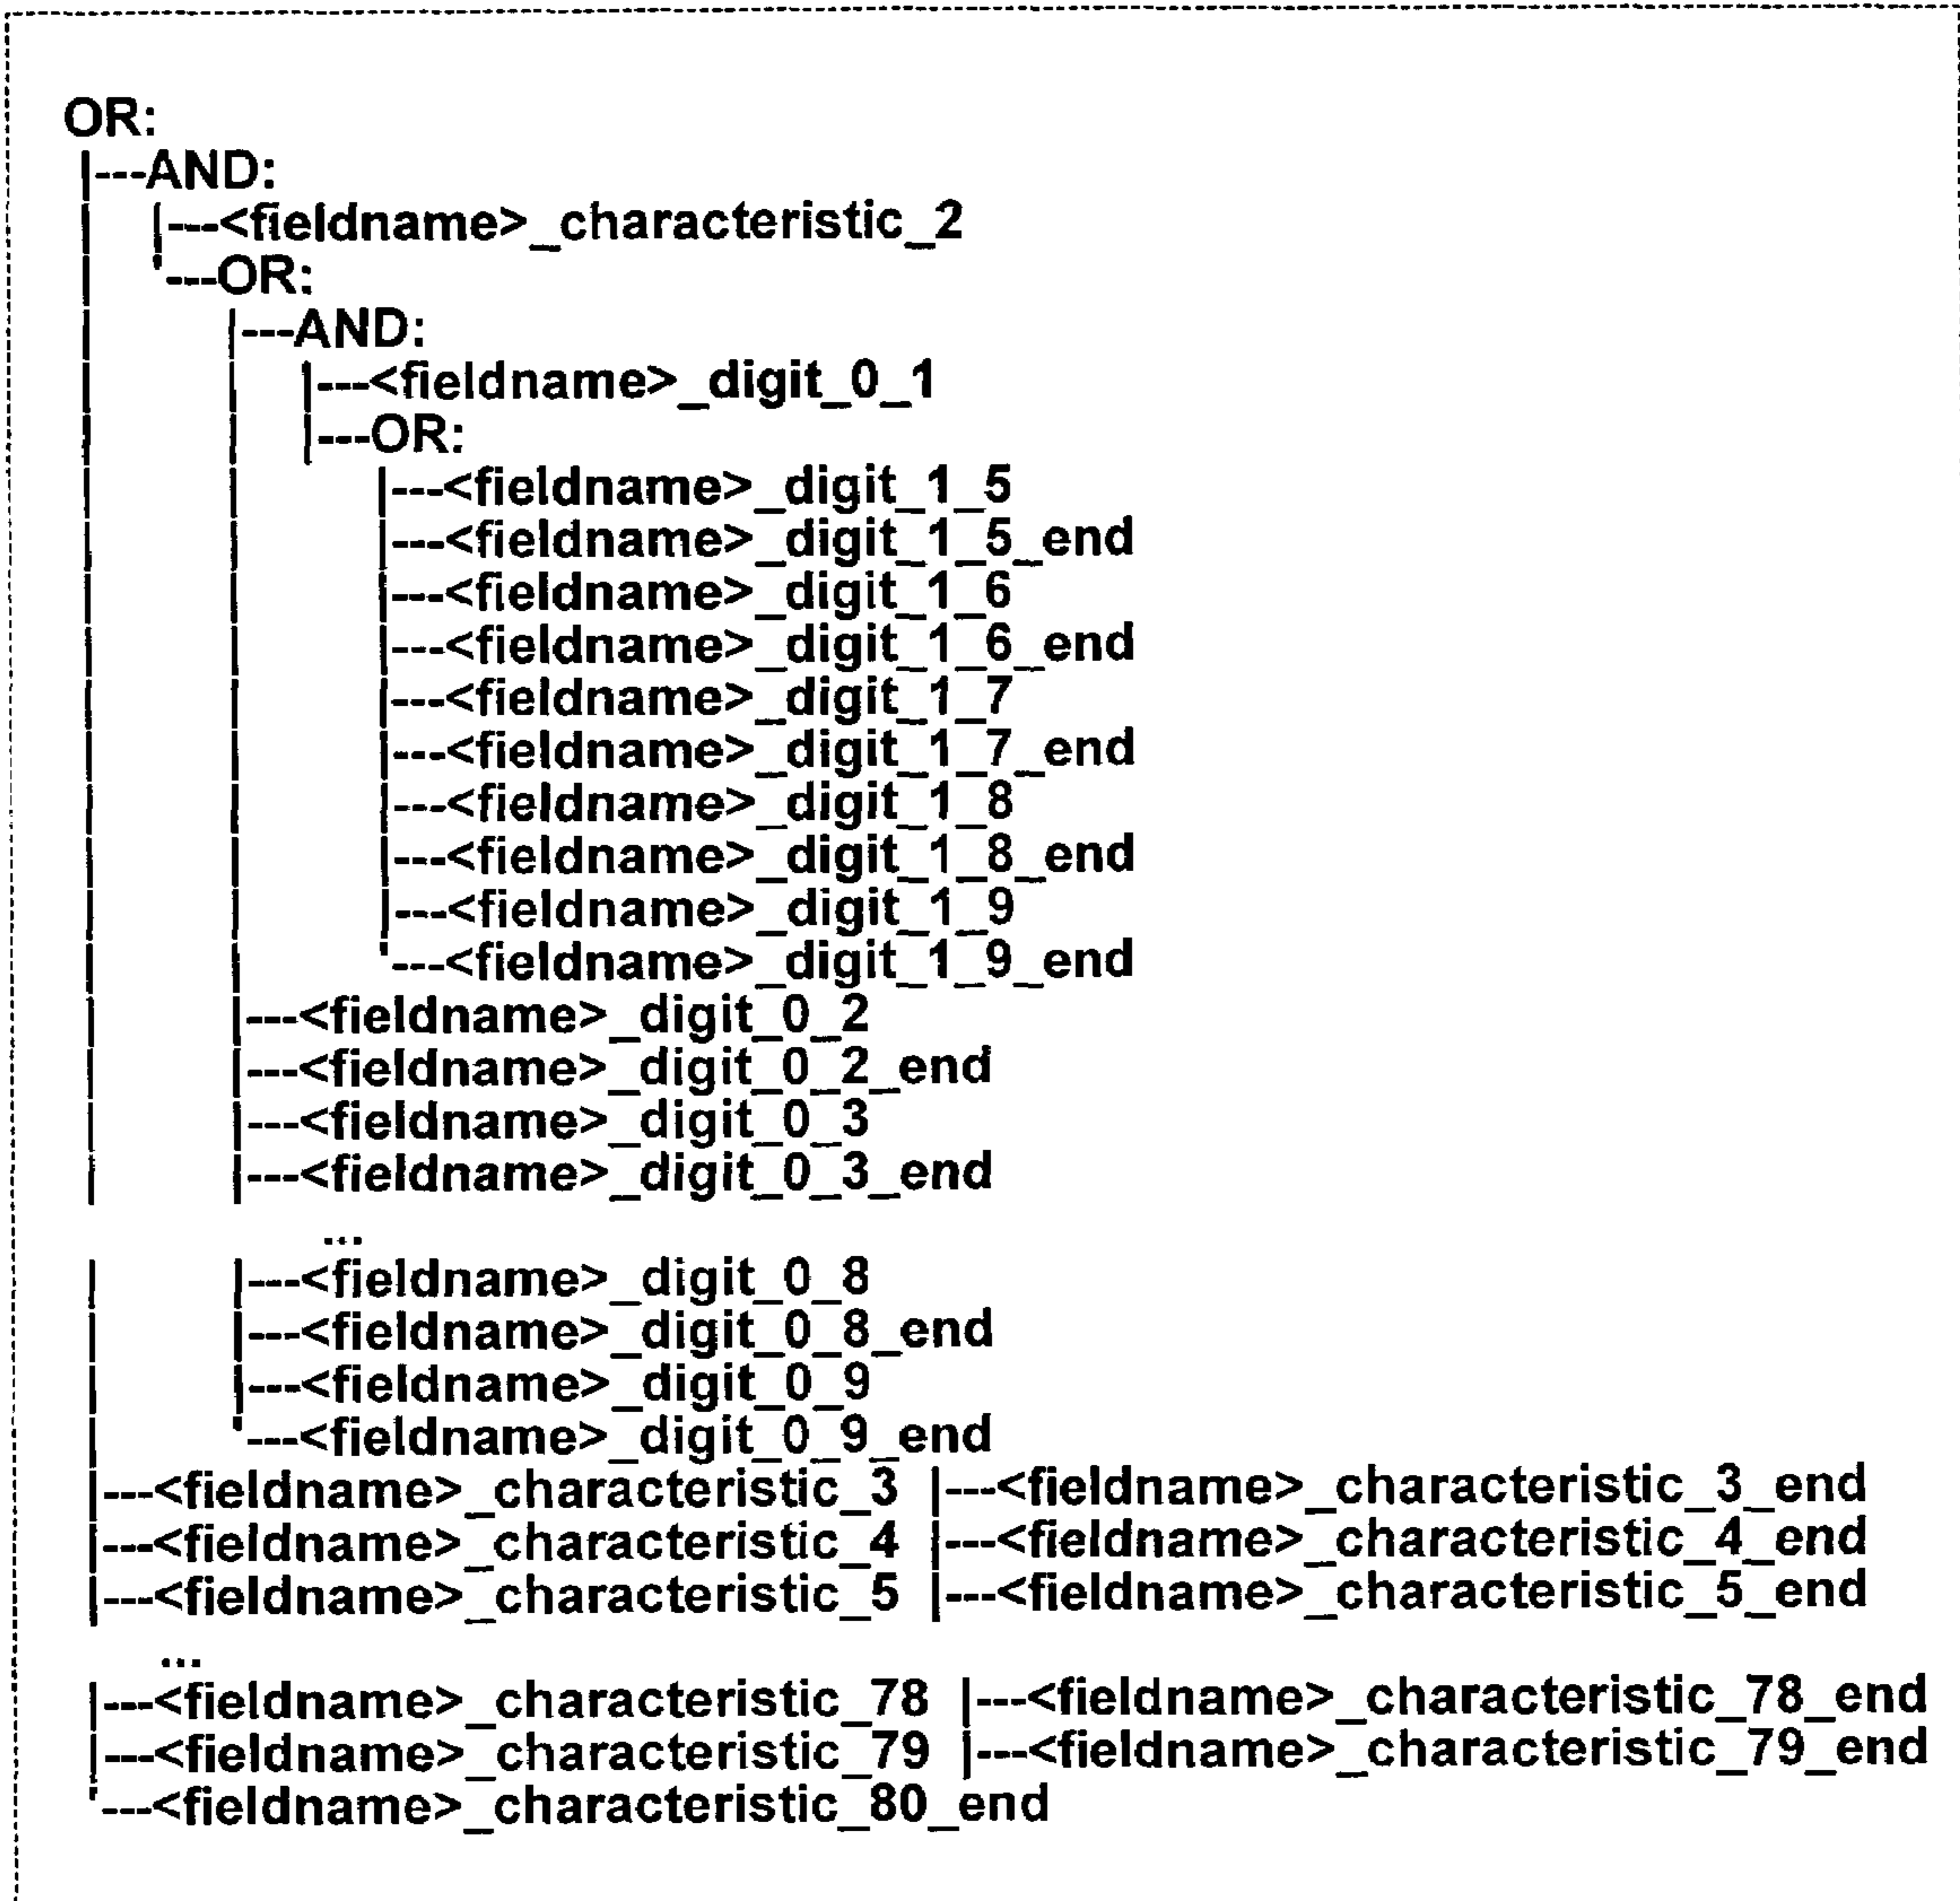 OR:
|---AND:
|---<fieldname>_characteristic_2
'---OR:
|---AND:
|---<fieldname>_digit_0_1
|---OR:
|---<fieldname>_digit_1_5
|---<fieldname>_digit_1_5_end
|---<fieldname>_digit_1_6
|---<fieldname>_digit_1_6_end
|---<fieldname>_digit_1_7
|---<fieldname>_digit_1_7_end
|---<fieldname>_digit_1_8
|---<fieldname>_digit_1_8_end
|---<fieldname>_digit_1_9
'---<fieldname>_digit_1_9_end
|---<fieldname>_digit_0_2
|---<fieldname>_digit_0_2_end
|---<fieldname>_digit_0_3
|---<fieldname>_digit_0_3_end
...
|---<fieldname>_digit_0_8
|---<fieldname>_digit_0_8_end
|---<fieldname>_digit_0_9
'---<fieldname>_digit_0_9_end
|---<fieldname>_characteristic_3 |---<fieldname>_characteristic_3_end
|---<fieldname>_characteristic_4 |---<fieldname>_characteristic_4_end
|---<fieldname>_characteristic_5 |---<fieldname>_characteristic_5_end
...
|---<fieldname>_characteristic_78 |---<fieldname>_characteristic_78_end
|---<fieldname>_characteristic_79 |---<fieldname>_characteristic_79_end
'---<fieldname>_characteristic_80_end